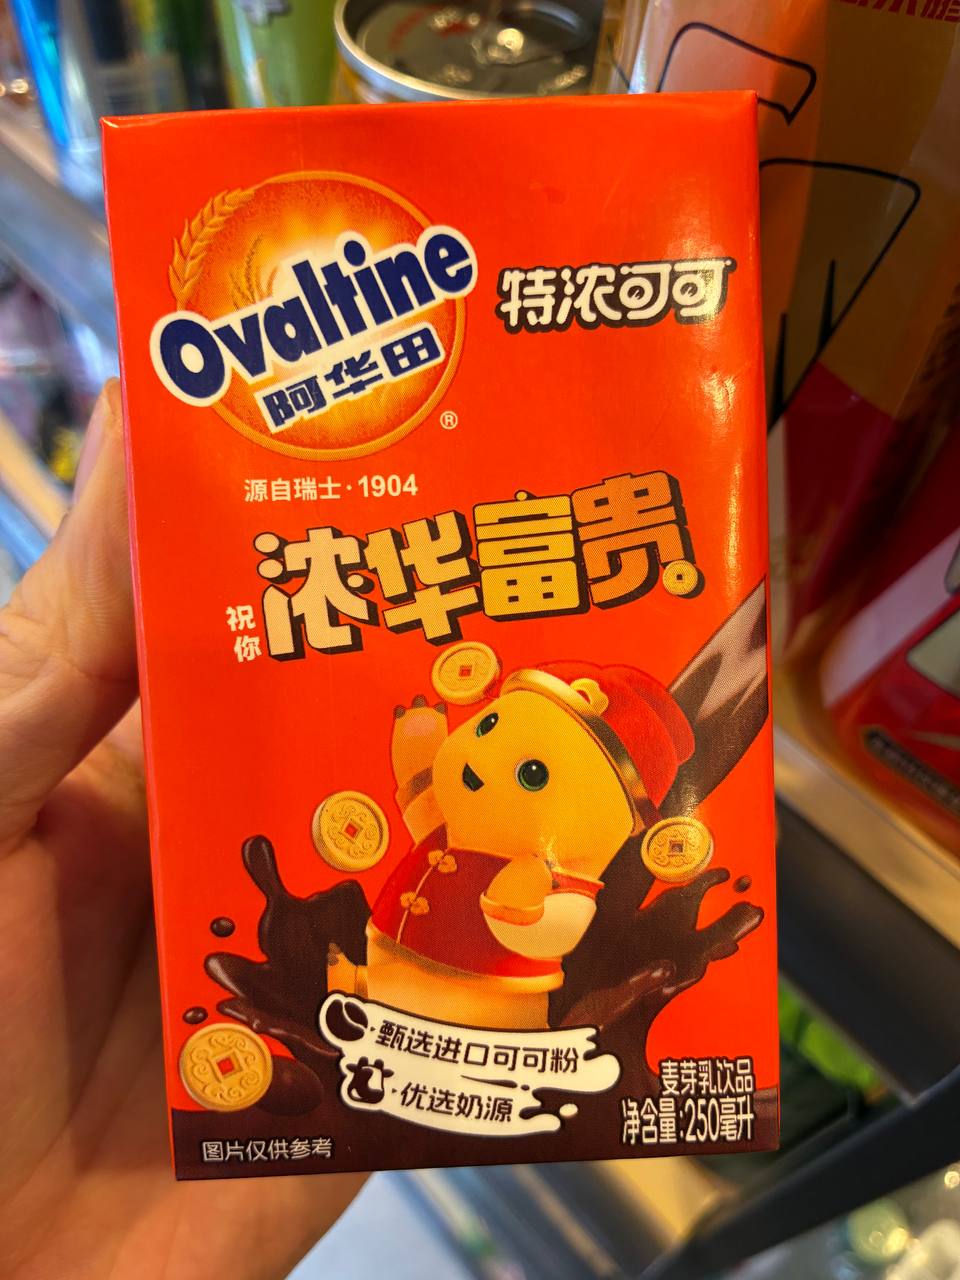 Ovaltine
阿华田
®
特浓可可
源自瑞士·1904
祝你
浓华富贵。
甄选进口可可粉
·优选奶源
麦芽乳饮品
净含量:250毫升
图片仅供参考